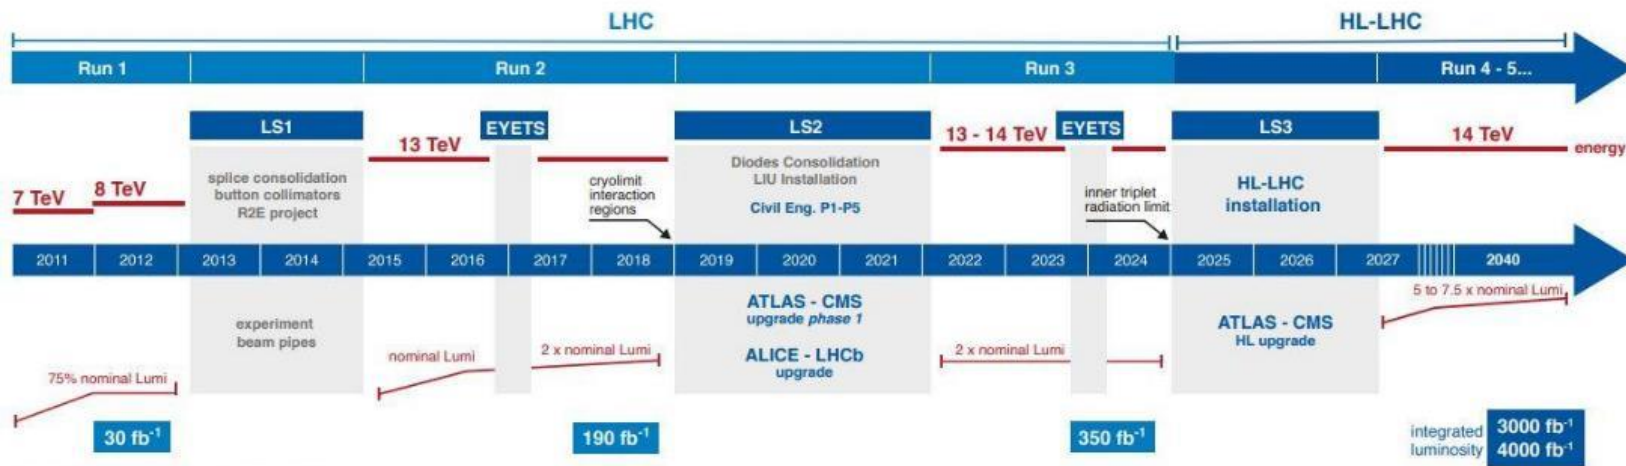 LHC
HL-LHC
Run 1
Run 2
Run 3
Run 4 - 5...
LS1
EYETS
LS2
EYETS
LS3
13 TeV
13 - 14 TeV
14 TeV
energy
7 TeV
8 TeV
splice consolidation
button collimators
R2E project
cryolimit
interaction
regions
Diodes Consolidation
LIU Installation
Civil Eng. P1-P5
inner triplet
radiation limit
HL-LHC
installation
2011
2012
2013
2014
2015
2016
2017
2018
2019
2020
2021
2022
2023
2024
2025
2026
2027
2040
5 to 7.5 x nominal Lumi
experiment
beam pipes
ATLAS - CMS
upgrade phase 1
ALICE - LHCb
upgrade
ATLAS - CMS
HL upgrade
75% nominal Lumi
nominal Lumi
2 x nominal Lumi
2 x nominal Lumi
30 fb⁻¹
190 fb⁻¹
350 fb⁻¹
integrated
luminosity
3000 fb⁻¹
4000 fb⁻¹